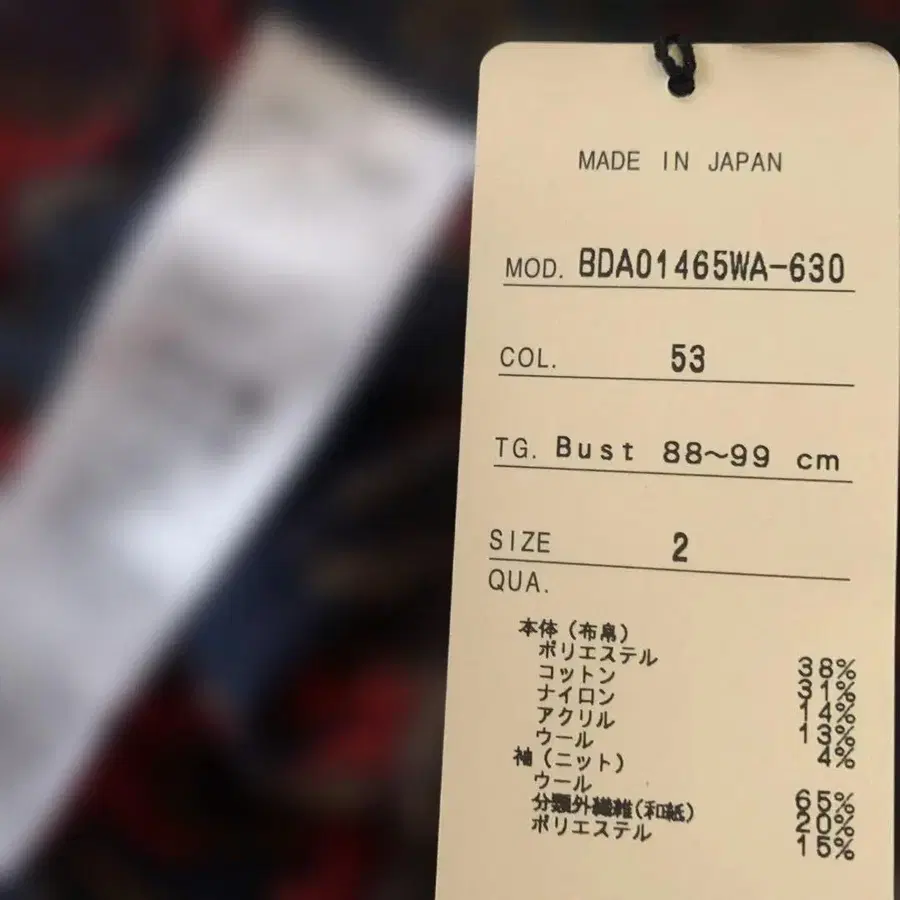 MADE IN JAPAN
MOD. BDA01465WA-630
COL. 53
TG. Bust 88〜99 cm
SIZE 2
QUA.
本体(布帛)
ポリエステル 38%
コットン 31%
ナイロン 14%
アクリル 13%
ウール 4%
袖(ニット)
ウール 65%
分類外繊維(和紙) 20%
ポリエステル 15%